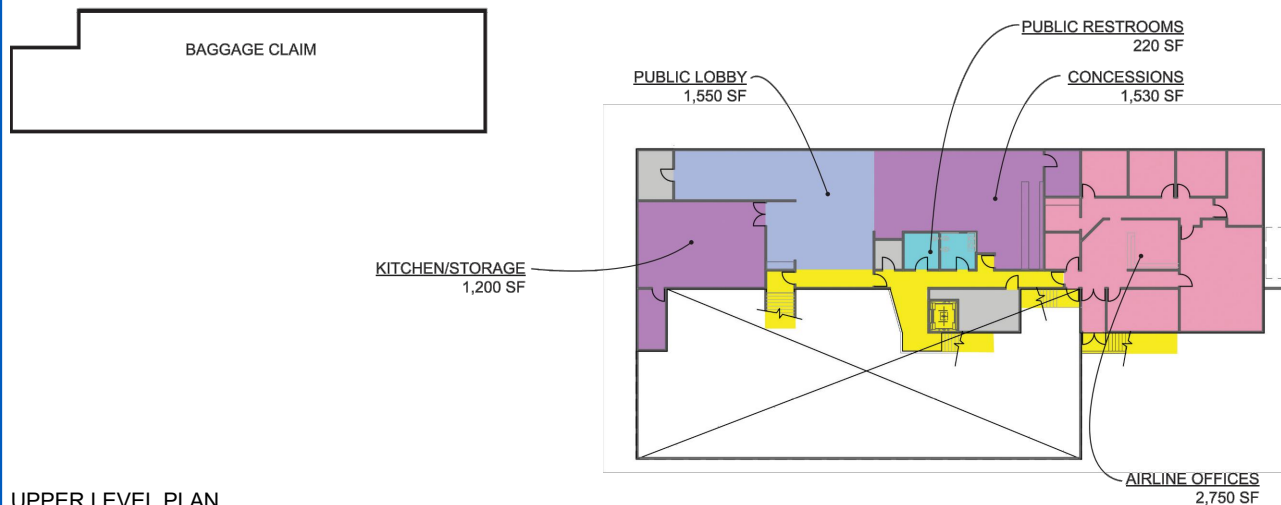 BAGGAGE CLAIM
PUBLIC RESTROOMS
220 SF
PUBLIC LOBBY
1,550 SF
CONCESSIONS
1,530 SF
KITCHEN/STORAGE
1,200 SF
AIRLINE OFFICES
2,750 SF
UPPER LEVEL PLAN